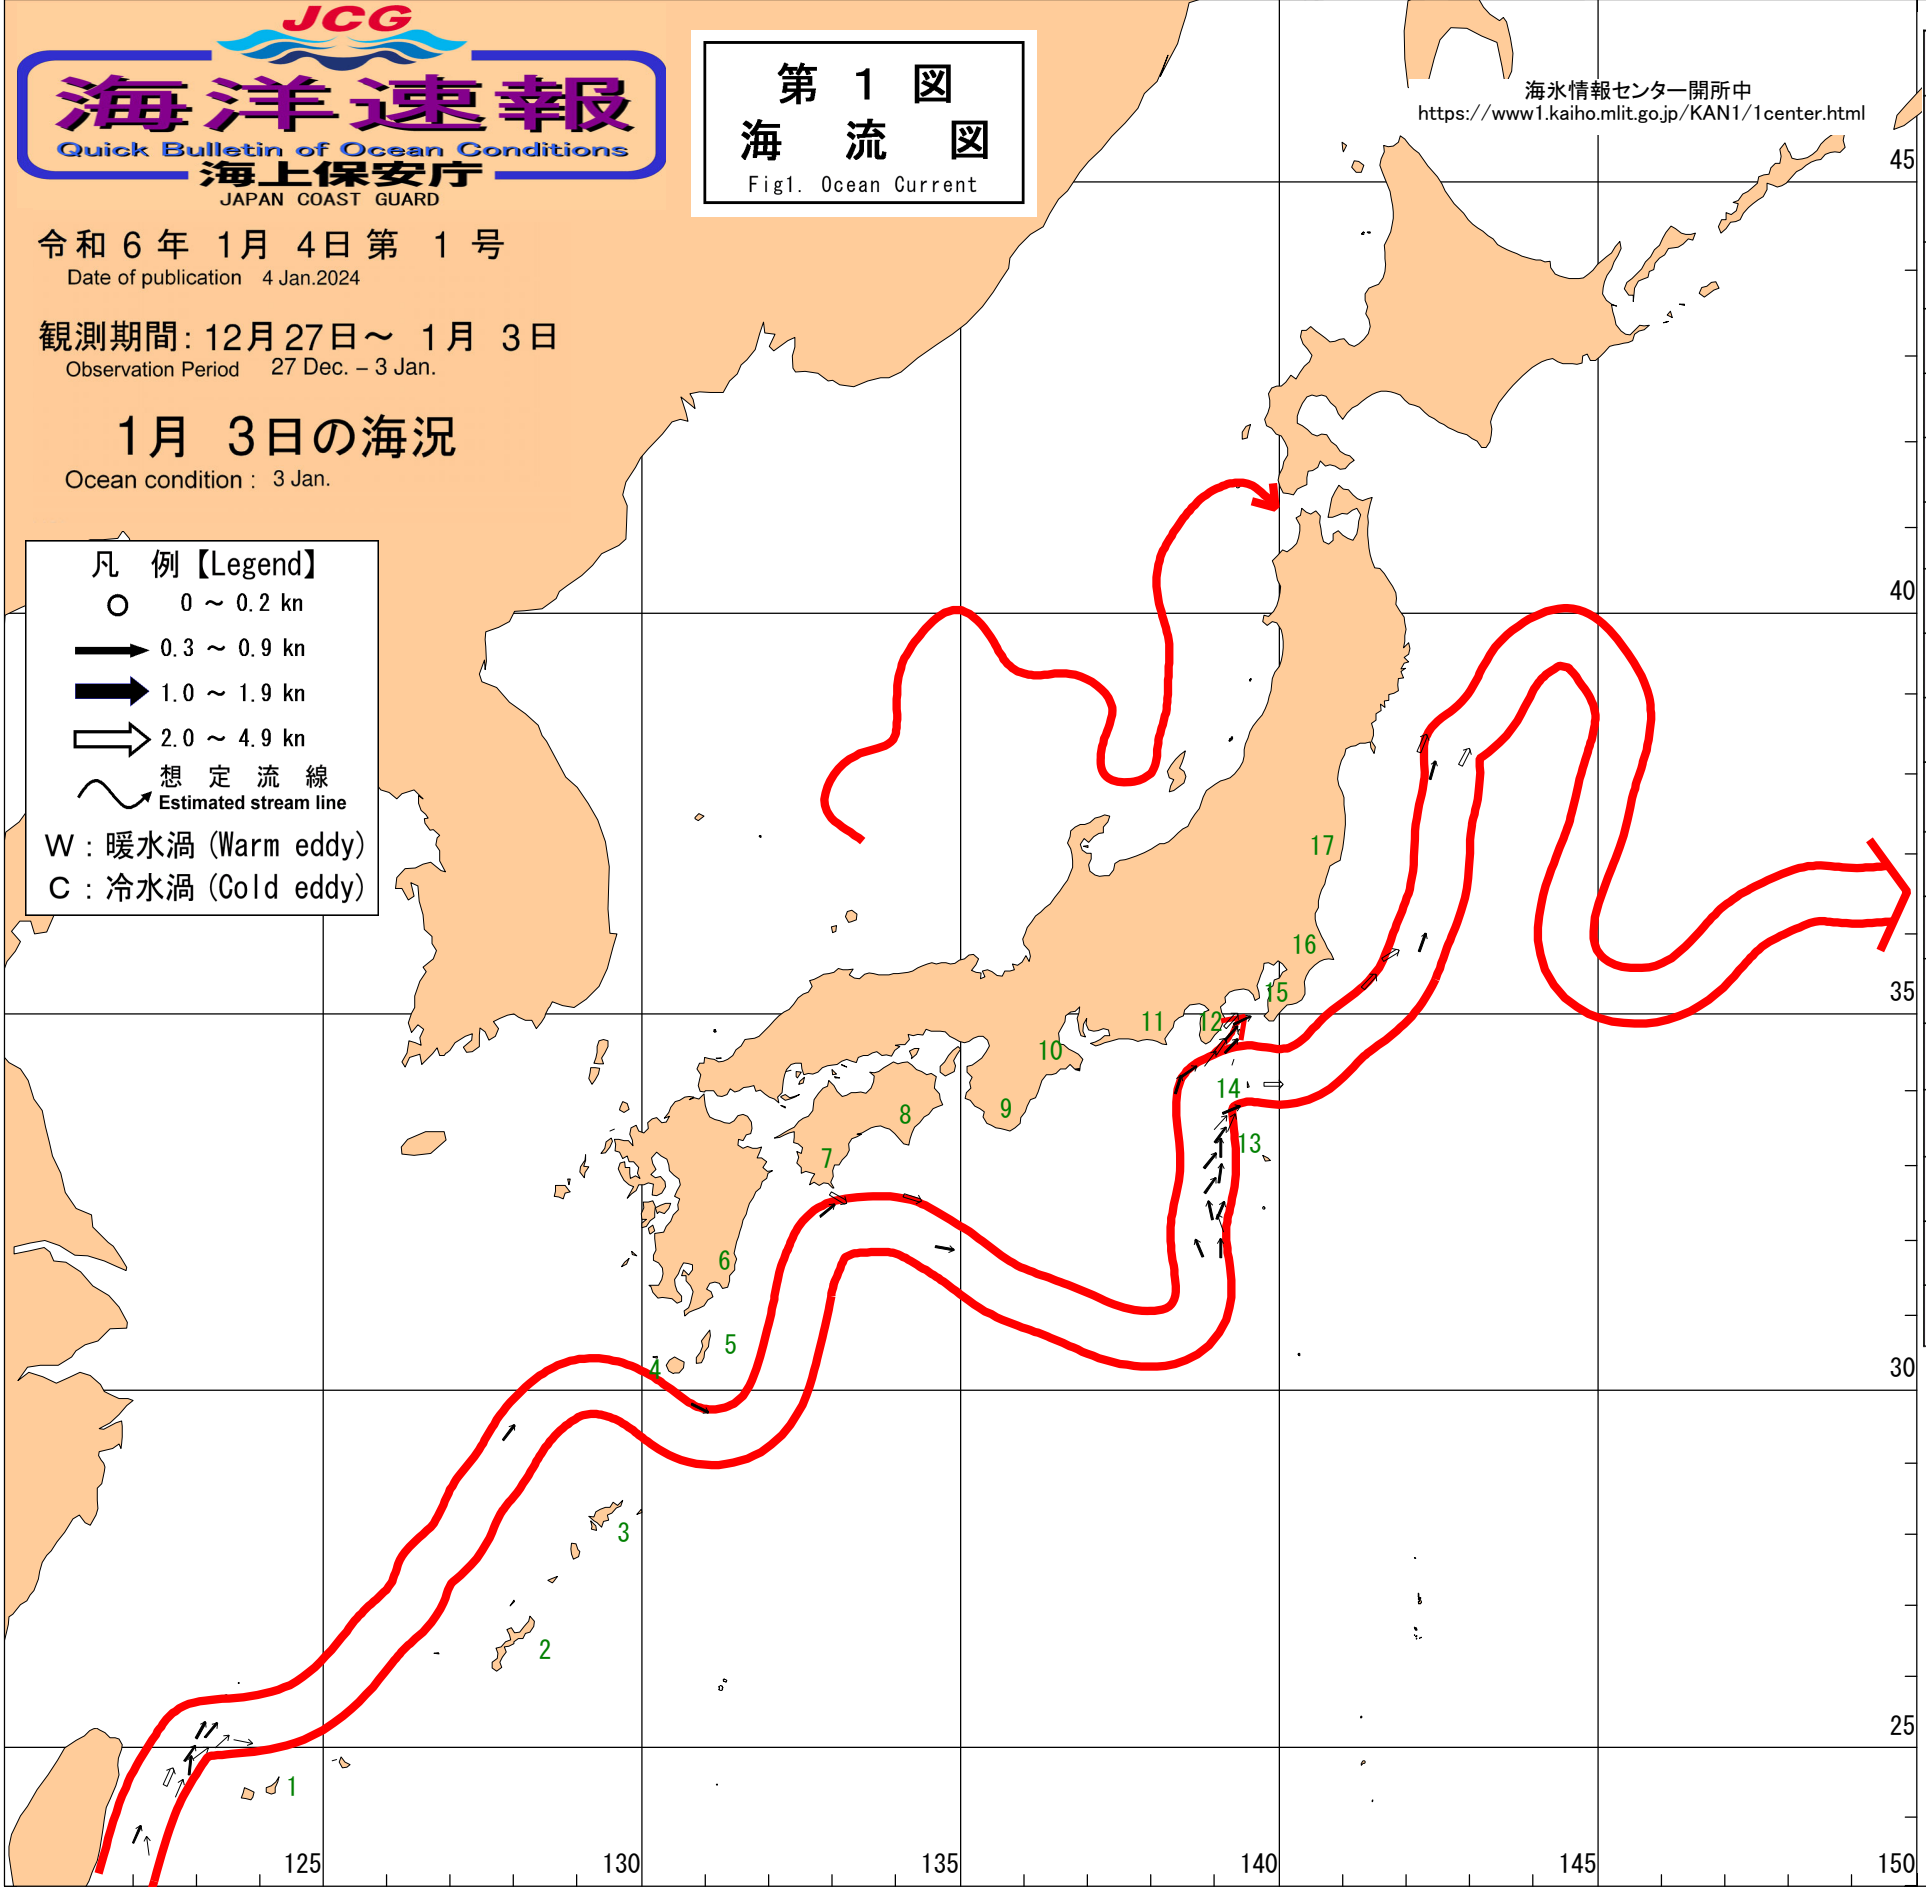 JCG
海洋速報
Quick Bulletin of Ocean Conditions
海上保安庁
JAPAN COAST GUARD
令和 6 年 1月 4日 第 1 号
Date of publication 4 Jan.2024
観測期間: 12月27日～ 1月 3日
Observation Period 27 Dec. – 3 Jan.
1月 3日の海況
Ocean condition : 3 Jan.
第 1 図
海 流 図
Fig1. Ocean Current
海氷情報センター開所中
https://www1.kaiho.mlit.go.jp/KAN1/1center.html
凡 例【Legend】
0 ～ 0.2 kn
0.3 ～ 0.9 kn
1.0 ～ 1.9 kn
2.0 ～ 4.9 kn
想 定 流 線
Estimated stream line
W : 暖水渦 (Warm eddy)
C : 冷水渦 (Cold eddy)
45
40
17
16
35
15
12
11
10
14
9
8
13
7
6
5
4
30
3
2
25
1
125
130
135
140
145
150